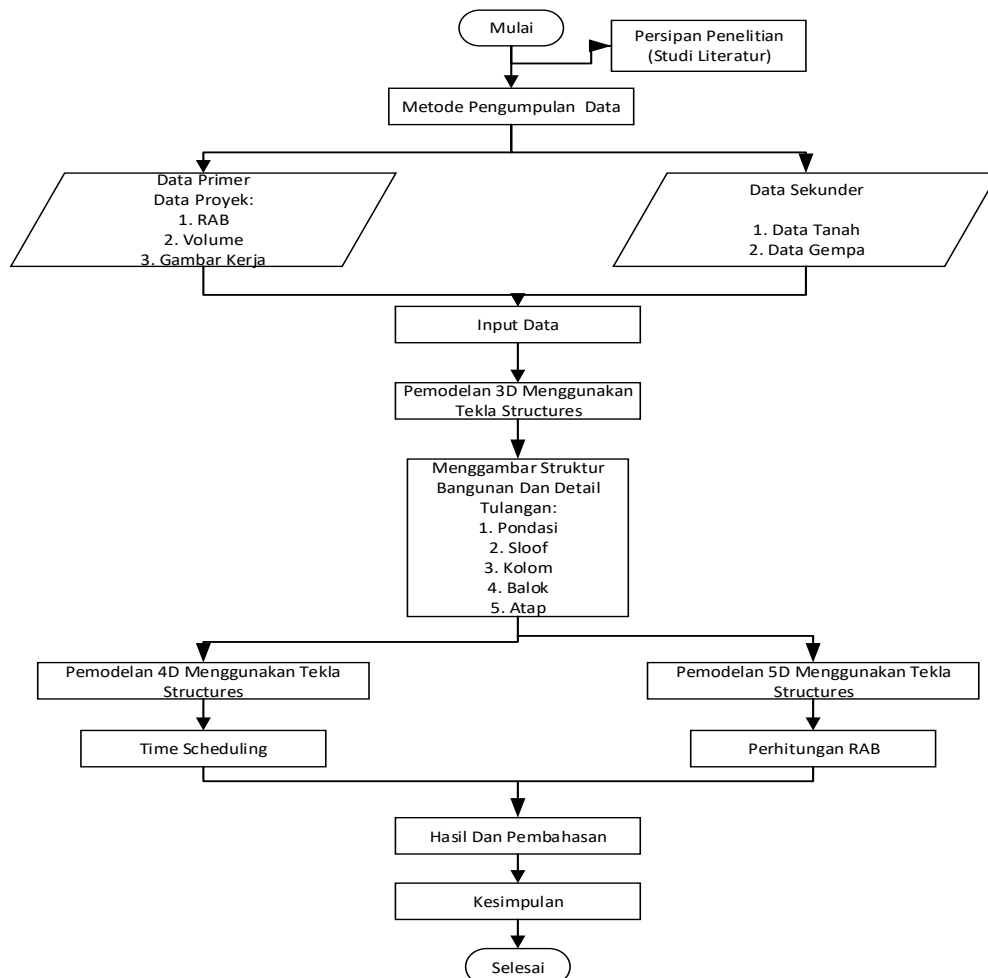 Mulai
Persipan Penelitian
(Studi Literatur)
Metode Pengumpulan Data
Data Primer
Data Proyek:
1. RAB
2. Volume
3. Gambar Kerja
Data Sekunder
1. Data Tanah
2. Data Gempa
Input Data
Pemodelan 3D Menggunakan
Tekla Structures
Menggambar Struktur
Bangunan Dan Detail
Tulangan:
1. Pondasi
2. Sloof
3. Kolom
4. Balok
5. Atap
Pemodelan 4D Menggunakan Tekla
Structures
Pemodelan 5D Menggunakan Tekla
Structures
Time Scheduling
Perhitungan RAB
Hasil Dan Pembahasan
Kesimpulan
Selesai